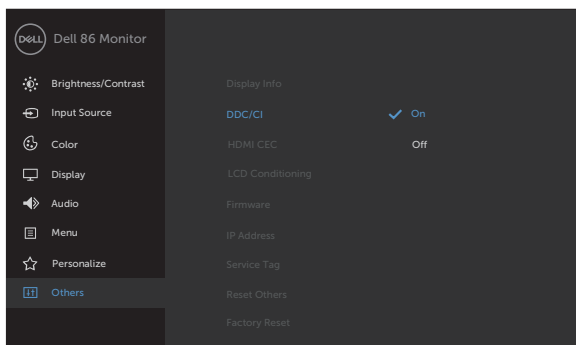 DELL Dell 86 Monitor
Brightness/Contrast
Input Source
Color
Display
Audio
Menu
Personalize
Others
Display Info
DDC/CI On
HDMI CEC Off
LCD Conditioning
Firmware
IP Address
Service Tag
Reset Others
Factory Reset